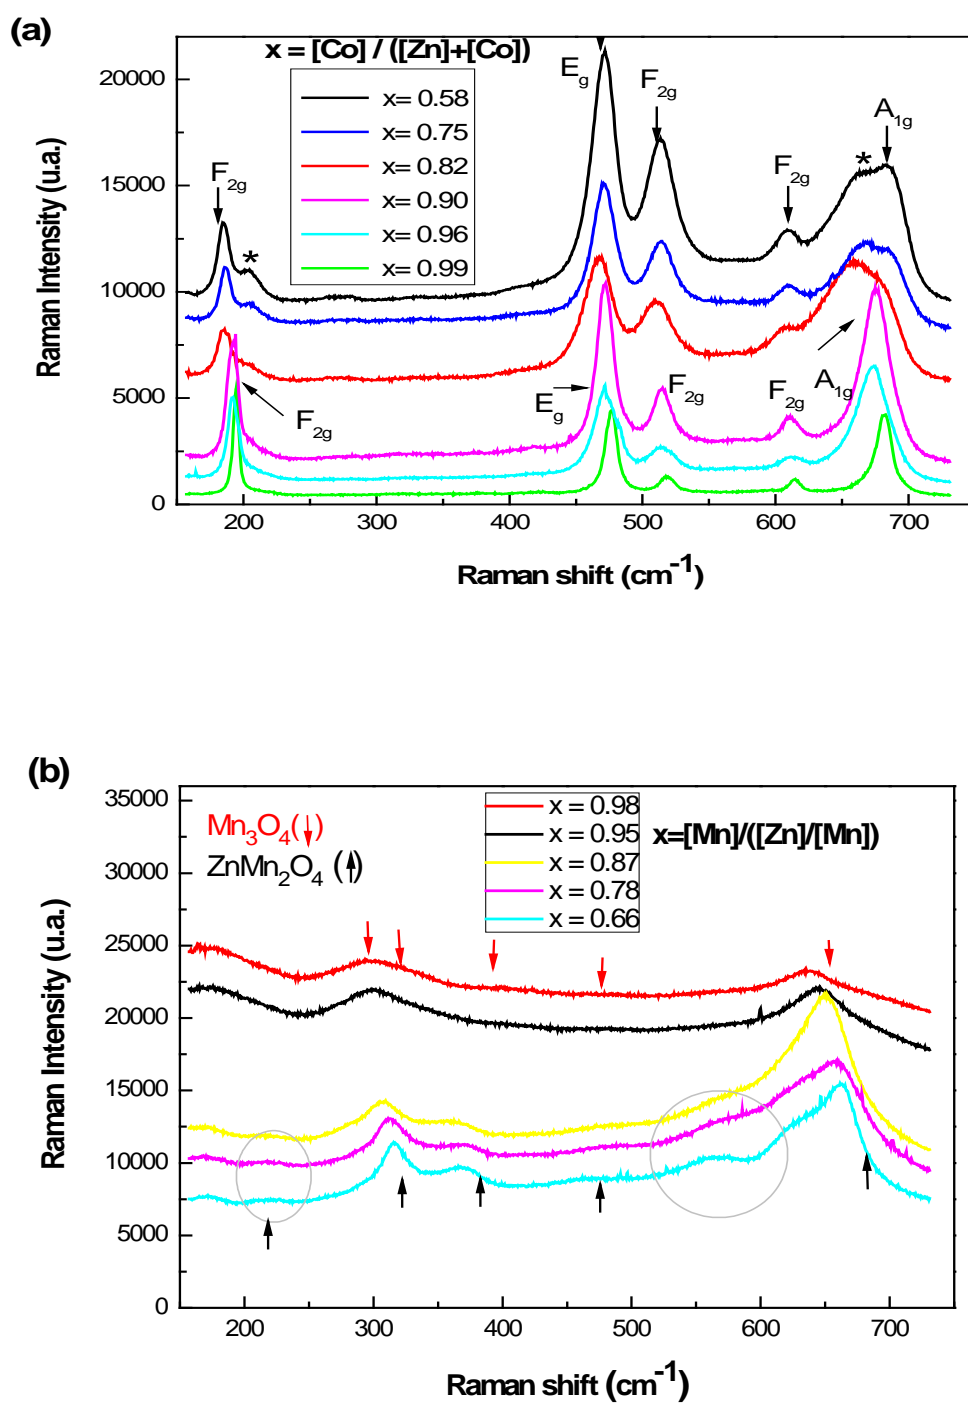 (a)
x = [Co] / ([Zn]+[Co])
x= 0.58
x= 0.75
x= 0.82
x= 0.90
x= 0.96
x= 0.99
F2g
*
Eg
F2g
F2g
*
A1g
F2g
Eg
F2g
F2g
A1g
20000
15000
10000
5000
0
Raman Intensity (u.a.)
200 300 400 500 600 700
Raman shift (cm-1)
(b)
Mn3O4(↓)
ZnMn2O4 (↑)
x = 0.98
x = 0.95
x = 0.87
x = 0.78
x = 0.66
x=[Mn]/([Zn]/[Mn])
35000
30000
25000
20000
15000
10000
5000
0
Raman Intensity (u.a.)
200 300 400 500 600 700
Raman shift (cm-1)